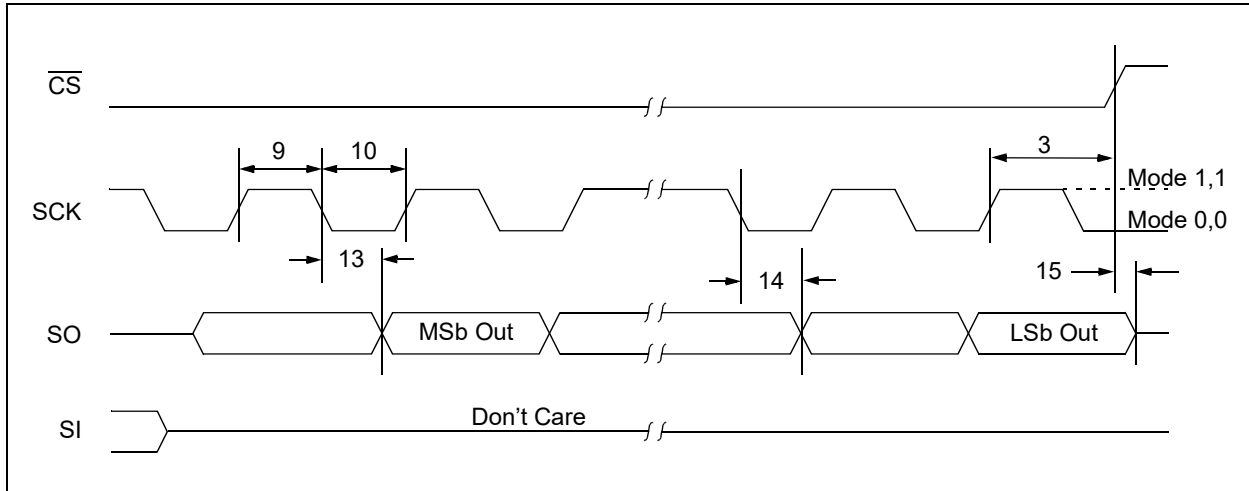 CS
9
10
3
SCK
Mode 1,1
Mode 0,0
13
14
15
SO
MSb Out
LSb Out
SI
Don't Care